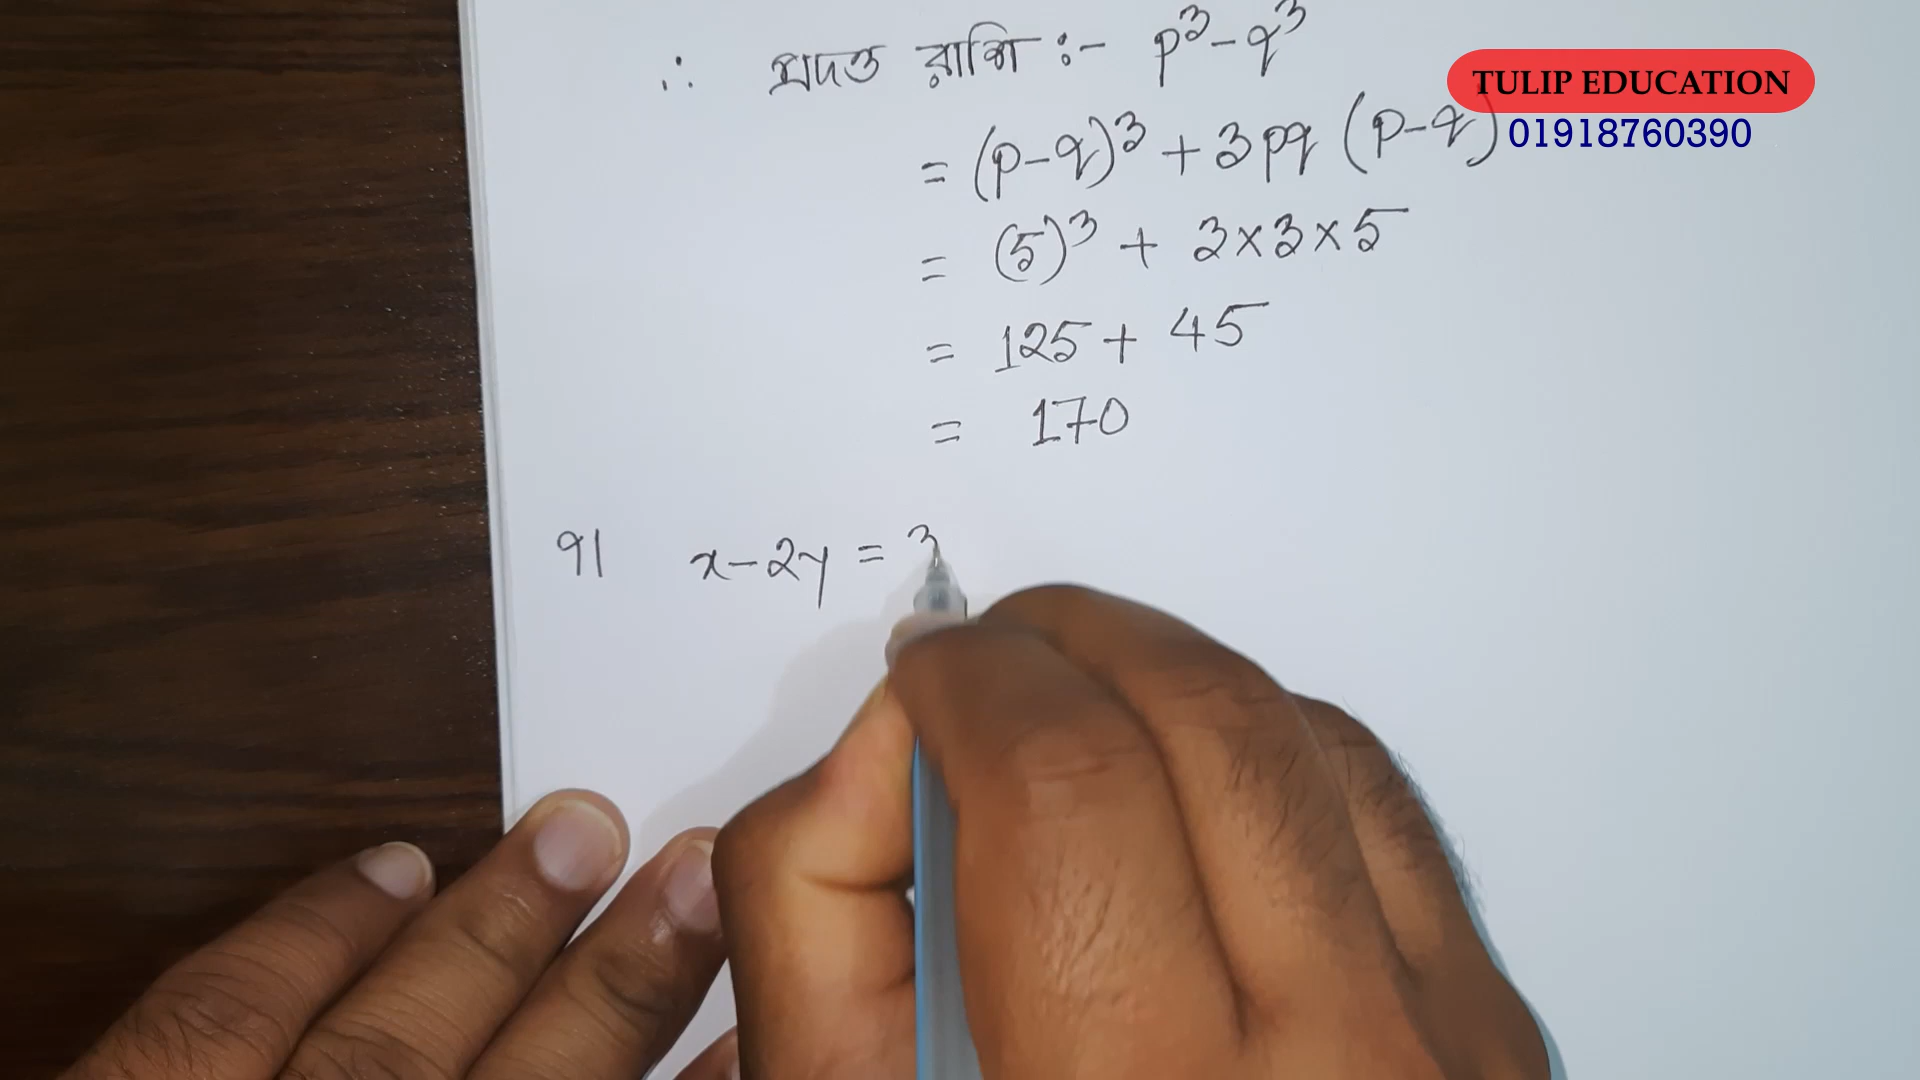 ∴ প্রদত্ত রাশি :- p³-q³
TULIP EDUCATION
01918760390
= (p-q)³ + 3pq (p-q)
= (5)³ + 3×3×5
= 125 + 45
= 170
৭। x-2y = 3